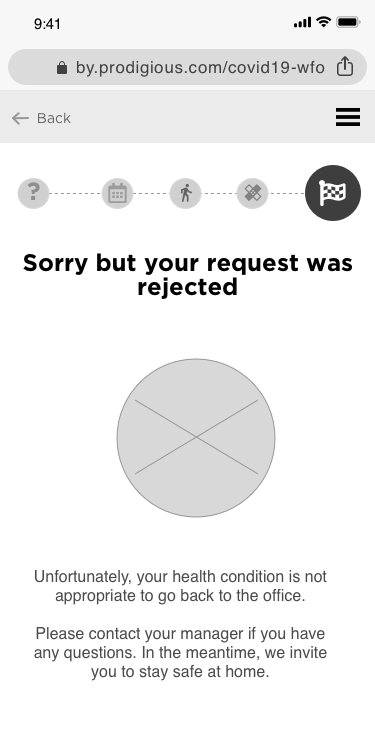 9:41
by.prodigious.com/covid19-wfo
Back
?
Sorry but your request was
rejected
Unfortunately, your health condition is not
appropriate to go back to the office.
Please contact your manager if you have
any questions. In the meantime, we invite
you to stay safe at home.